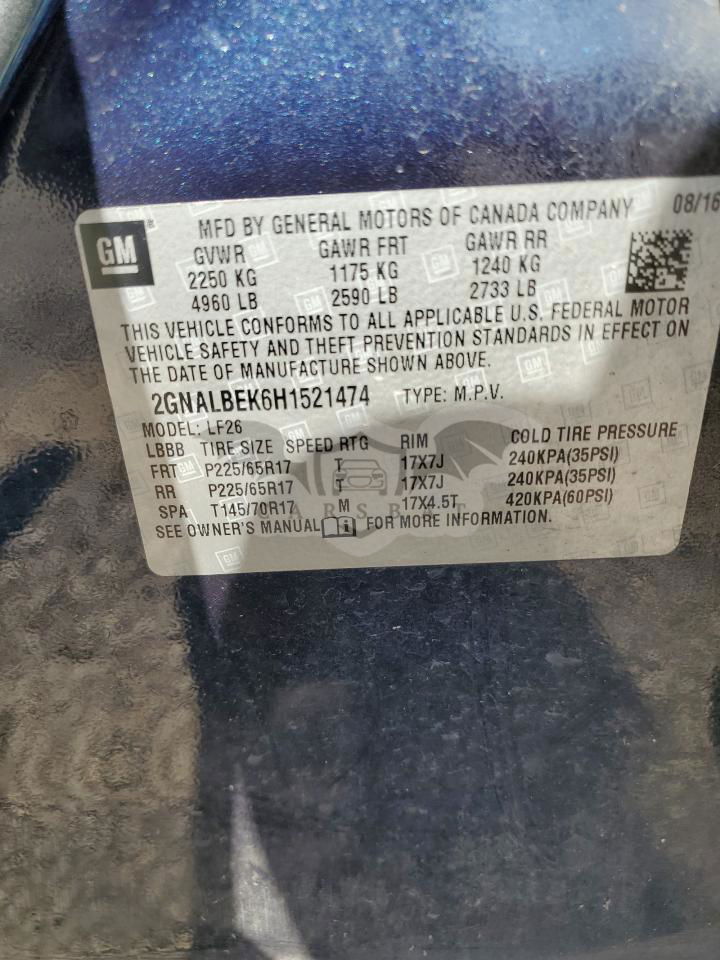 GM
MFD BY GENERAL MOTORS OF CANADA COMPANY 08/16
GVWR GAWR FRT GAWR RR
2250 KG 1175 KG 1240 KG
4960 LB 2590 LB 2733 LB
THIS VEHICLE CONFORMS TO ALL APPLICABLE U.S. FEDERAL MOTOR
VEHICLE SAFETY AND THEFT PREVENTION STANDARDS IN EFFECT ON
THE DATE OF MANUFACTURE SHOWN ABOVE.
2GNALBEK6H1521474 TYPE: M.P.V.
MODEL: LF26
LBBB TIRE SIZE SPEED RTG RIM COLD TIRE PRESSURE
FRT P225/65R17 T 17X7J 240KPA(35PSI)
RR P225/65R17 T 17X7J 240KPA(35PSI)
SPA T145/70R17 M 17X4.5T 420KPA(60PSI)
SEE OWNER'S MANUAL FOR MORE INFORMATION.